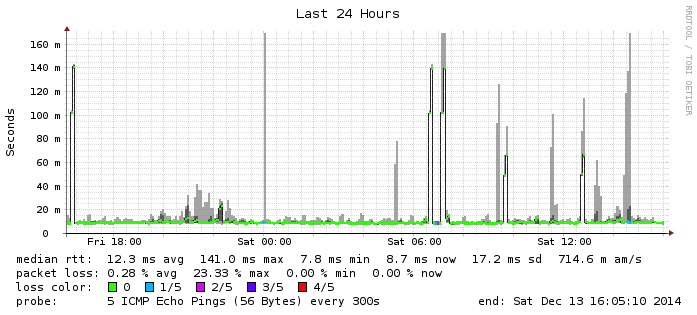 Last 24 Hours
RRDTOOL / TOBI OETIKER
Seconds
160 m
140 m
120 m
100 m
80 m
60 m
40 m
20 m
0
Fri 18:00 Sat 00:00 Sat 06:00 Sat 12:00
median rtt: 12.3 ms avg 141.0 ms max 7.8 ms min 8.7 ms now 17.2 ms sd 714.6 m am/s
packet loss: 0.28 % avg 23.33 % max 0.00 % min 0.00 % now
loss color: 0 1/5 2/5 3/5 4/5
probe: 5 ICMP Echo Pings (56 Bytes) every 300s end: Sat Dec 13 16:05:10 2014